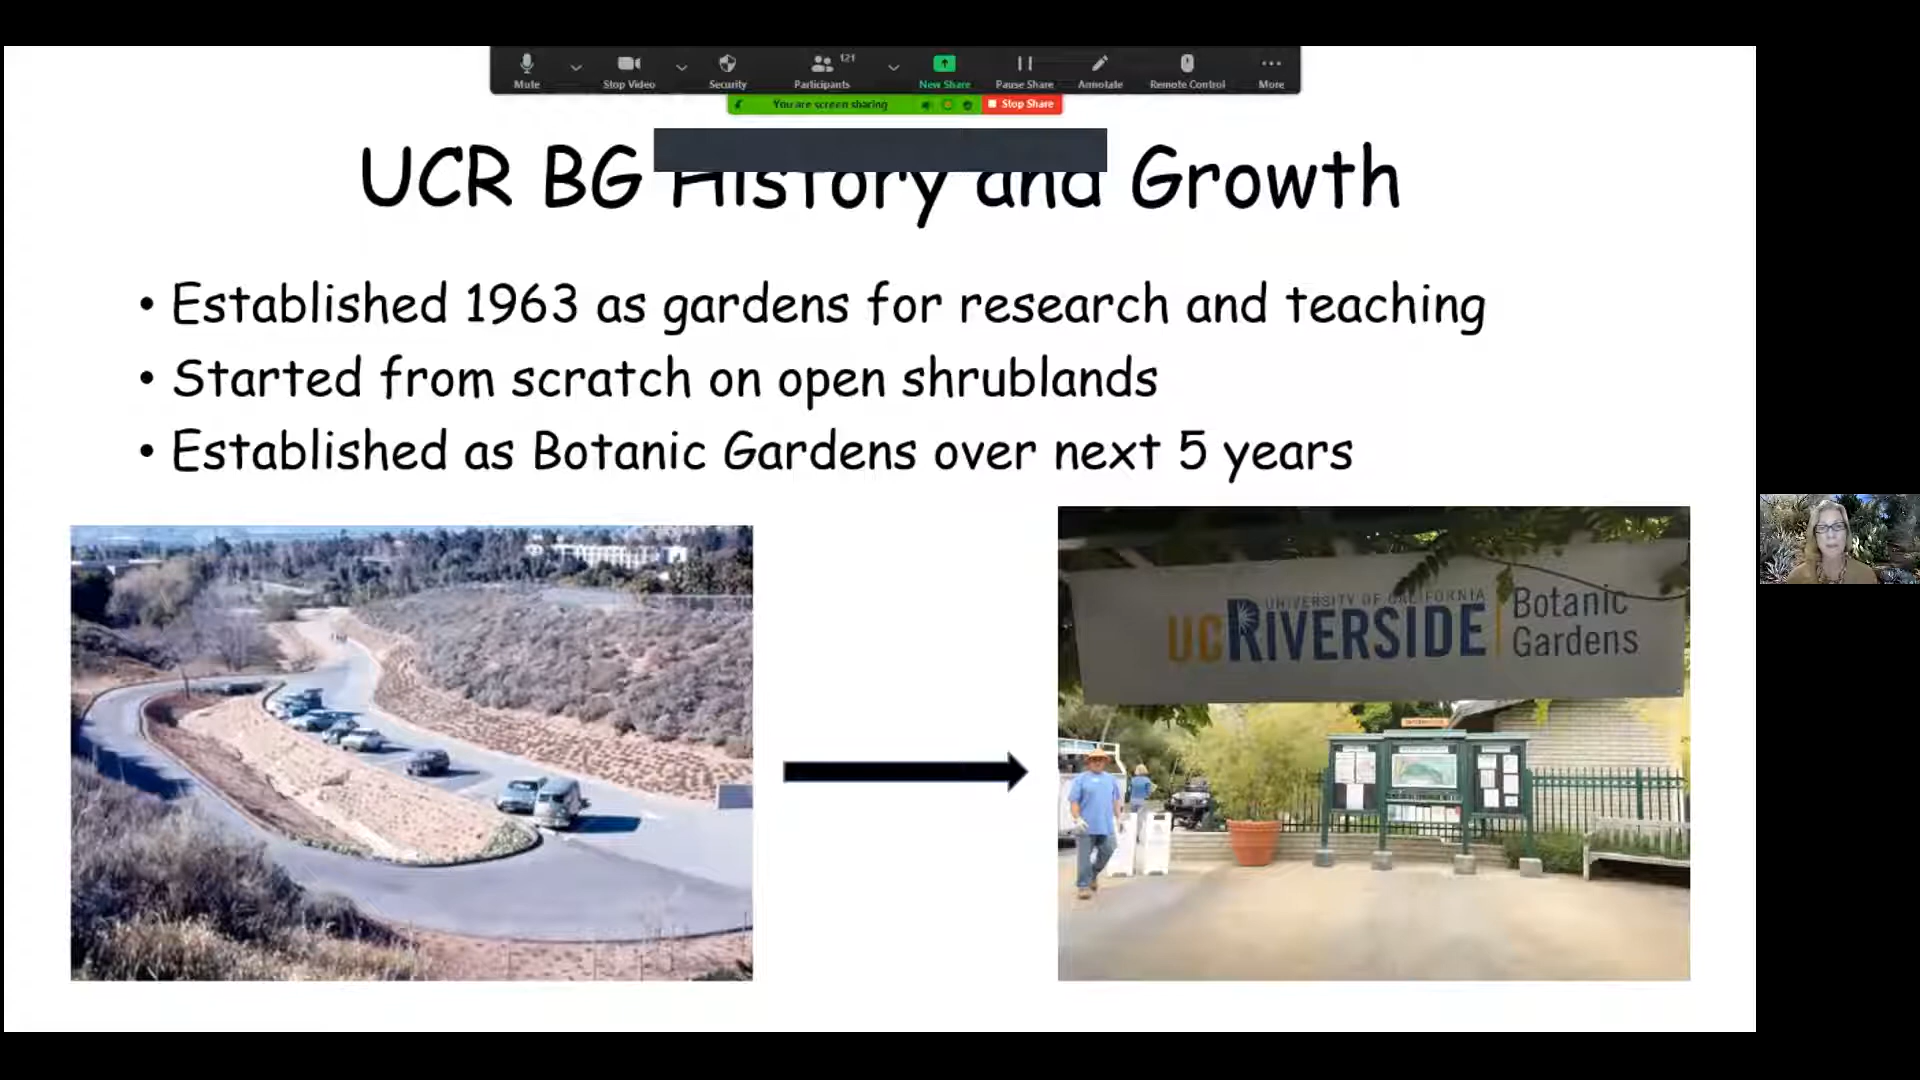 121
Mute
Stop Video
Security
Participants
New Share
Pause Share
Annotate
Remote Control
More
You are screen sharing
Stop Share
UCR BG History and Growth
• Established 1963 as gardens for research and teaching
• Started from scratch on open shrublands
• Established as Botanic Gardens over next 5 years
UNIVERSITY OF CALIFORNIA
UCRIVERSIDE
Botanic
Gardens